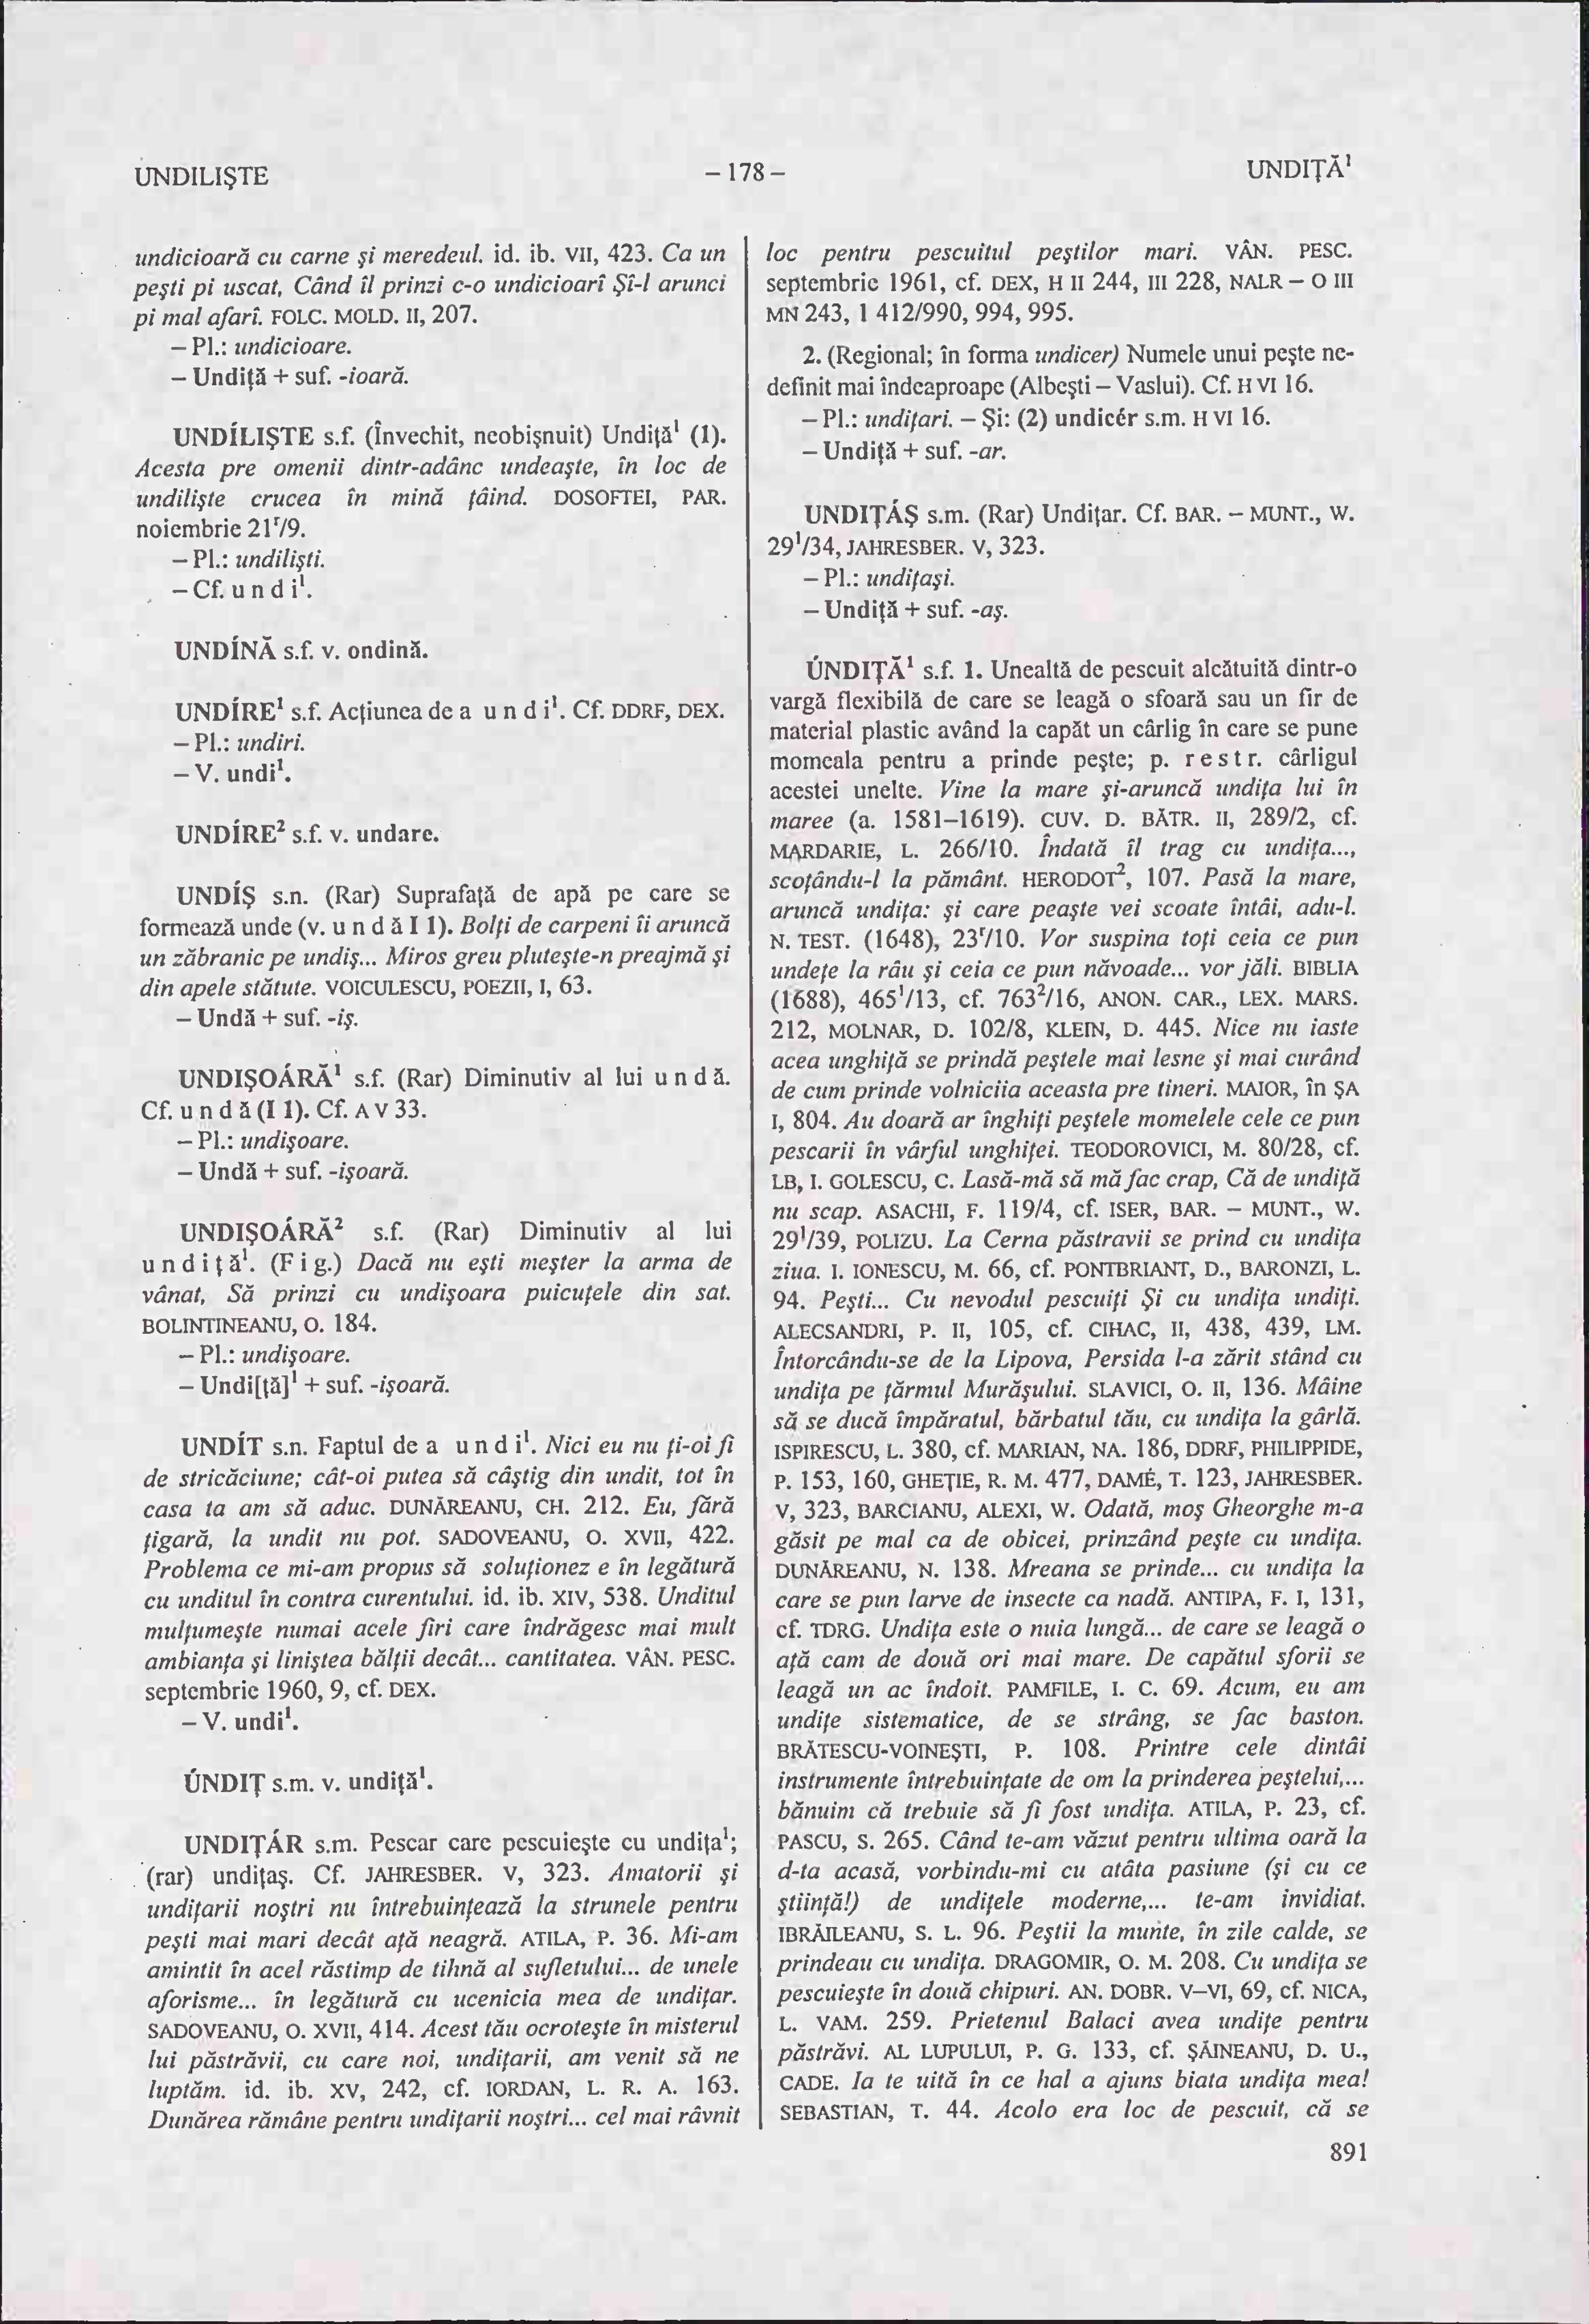 UNDILIŞTE
– 178 –
UNDIŢĂ¹
undicioară cu carne şi meredeul. id. ib. VII, 423. Ca un
peşti pi uscat, Când îl prinzi c-o undicioarî Şî-l arunci
pi mal afarî. FOLC. MOLD. II, 207.
– Pl.: undicioare.
– Undiţă + suf. -ioară.
UNDÍLIŞTE s.f. (Învechit, neobişnuit) Undiţă¹ (1).
Acesta pre omenii dintr-adânc undeaşte, în loc de
undilişte crucea în mină ţâind. DOSOFTEI, PAR.
noiembrie 21ʳ/9.
– Pl.: undilişti.
– Cf. u n d i¹.
UNDÍNĂ s.f. v. ondină.
UNDÍRE¹ s.f. Acţiunea de a u n d i¹. Cf. DDRF, DEX.
– Pl.: undiri.
– V. undi¹.
UNDÍRE² s.f. v. undare.
UNDÍŞ s.n. (Rar) Suprafaţă de apă pe care se
formează unde (v. u n d ă I 1). Bolţi de carpeni îi aruncă
un zăbranic pe undiş... Miros greu pluteşte-n preajmă şi
din apele stătute. VOICULESCU, POEZII, I, 63.
– Undă + suf. -iş.
UNDIŞOÁRĂ¹ s.f. (Rar) Diminutiv al lui u n d ă.
Cf. u n d ă (I 1). Cf. A V 33.
– Pl.: undişoare.
– Undă + suf. -işoară.
UNDIŞOÁRĂ² s.f. (Rar) Diminutiv al lui
u n d i ţ ă¹. (F i g.) Dacă nu eşti meşter la arma de
vânat, Să prinzi cu undişoara puicuţele din sat.
BOLINTINEANU, O. 184.
– Pl.: undişoare.
– Undi[ţă]¹ + suf. -işoară.
UNDÍT s.n. Faptul de a u n d i¹. Nici eu nu ţi-oi fi
de stricăciune; cât-oi putea să câştig din undit, tot în
casa ta am să aduc. DUNĂREANU, CH. 212. Eu, fără
ţigară, la undit nu pot. SADOVEANU, O. XVII, 422.
Problema ce mi-am propus să soluţionez e în legătură
cu unditul în contra curentului. id. ib. XIV, 538. Unditul
mulţumeşte numai acele firi care îndrăgesc mai mult
ambianţa şi liniştea bălţii decât... cantitatea. VÂN. PESC.
septembrie 1960, 9, cf. DEX.
– V. undi¹.
ÚNDIŢ s.m. v. undiţă¹.
UNDIŢÁR s.m. Pescar care pescuieşte cu undiţa¹;
(rar) undiţaş. Cf. JAHRESBER. V, 323. Amatorii şi
undiţarii noştri nu întrebuinţează la strunele pentru
peşti mai mari decât aţă neagră. ATILA, P. 36. Mi-am
amintit în acel răstimp de tihnă al sufletului... de unele
aforisme... în legătură cu ucenicia mea de undiţar.
SADOVEANU, O. XVII, 414. Acest tău ocroteşte în misterul
lui păstrăvii, cu care noi, undiţarii, am venit să ne
luptăm. id. ib. XV, 242, cf. IORDAN, L. R. A. 163.
Dunărea rămâne pentru undiţarii noştri... cel mai râvnit
loc pentru pescuitul peştilor mari. VÂN. PESC.
septembrie 1961, cf. DEX, H II 244, III 228, NALR – O III
MN 243, 1 412/990, 994, 995.
2. (Regional; în forma undicer) Numele unui peşte ne-
definit mai îndeaproape (Albeşti – Vaslui). Cf. H VI 16.
– Pl.: undiţari. – Şi: (2) undicér s.m. H VI 16.
– Undiţă + suf. -ar.
UNDIŢÁŞ s.m. (Rar) Undiţar. Cf. BAR. – MUNT., W.
29¹/34, JAHRESBER. V, 323.
– Pl.: undiţaşi.
– Undiţă + suf. -aş.
ÚNDIŢĂ¹ s.f. 1. Unealtă de pescuit alcătuită dintr-o
vargă flexibilă de care se leagă o sfoară sau un fir de
material plastic având la capăt un cârlig în care se pune
momeala pentru a prinde peşte; p. r e s t r. cârligul
acestei unelte. Vine la mare şi-aruncă undiţa lui în
maree (a. 1581–1619). CUV. D. BĂTR. II, 289/2, cf.
MARDARIE, L. 266/10. Îndată îl trag cu undiţa...,
scoţându-l la pământ. HERODOT², 107. Pasă la mare,
aruncă undiţa: şi care peaşte vei scoate întâi, adu-l.
N. TEST. (1648), 23ʳ/10. Vor suspina toţi ceia ce pun
undeţe la râu şi ceia ce pun năvoade... vor jăli. BIBLIA
(1688), 465¹/13, cf. 763²/16, ANON. CAR., LEX. MARS.
212, MOLNAR, D. 102/8, KLEIN, D. 445. Nice nu iaste
acea unghiţă se prindă peştele mai lesne şi mai curând
de cum prinde volniciia aceasta pre tineri. MAIOR, în ŞA
I, 804. Au doară ar înghiţi peştele momelele cele ce pun
pescarii în vârful unghiţei. TEODOROVICI, M. 80/28, cf.
LB, I. GOLESCU, C. Lasă-mă să mă fac crap, Că de undiţă
nu scap. ASACHI, F. 119/4, cf. ISER, BAR. – MUNT., W.
29¹/39, POLIZU. La Cerna păstravii se prind cu undiţa
ziua. I. IONESCU, M. 66, cf. PONTBRIANT, D., BARONZI, L.
94. Peşti... Cu nevodul pescuiţi Şi cu undiţa undiţi.
ALECSANDRI, P. II, 105, cf. CIHAC, II, 438, 439, LM.
Întorcându-se de la Lipova, Persida l-a zărit stând cu
undiţa pe ţărmul Murăşului. SLAVICI, O. II, 136. Mâine
să se ducă împăratul, bărbatul tău, cu undiţa la gârlă.
ISPIRESCU, L. 380, cf. MARIAN, NA. 186, DDRF, PHILIPPIDE,
P. 153, 160, GHEŢIE, R. M. 477, DAMÉ, T. 123, JAHRESBER.
V, 323, BARCIANU, ALEXI, W. Odată, moş Gheorghe m-a
găsit pe mal ca de obicei, prinzând peşte cu undiţa.
DUNĂREANU, N. 138. Mreana se prinde... cu undiţa la
care se pun larve de insecte ca nadă. ANTIPA, F. I, 131,
cf. TDRG. Undiţa este o nuia lungă... de care se leagă o
aţă cam de două ori mai mare. De capătul sforii se
leagă un ac îndoit. PAMFILE, I. C. 69. Acum, eu am
undiţe sistematice, de se strâng, se fac baston.
BRĂTESCU-VOINEŞTI, P. 108. Printre cele dintâi
instrumente întrebuinţate de om la prinderea peştelui,...
bănuim că trebuie să fi fost undiţa. ATILA, P. 23, cf.
PASCU, S. 265. Când te-am văzut pentru ultima oară la
d-ta acasă, vorbindu-mi cu atâta pasiune (şi cu ce
ştiinţă!) de undiţele moderne,... te-am invidiat.
IBRĂILEANU, S. L. 96. Peştii la munte, în zile calde, se
prindeau cu undiţa. DRAGOMIR, O. M. 208. Cu undiţa se
pescuieşte în două chipuri. AN. DOBR. V–VI, 69, cf. NICA,
L. VAM. 259. Prietenul Balaci avea undiţe pentru
păstrăvi. AL LUPULUI, P. G. 133, cf. ŞĂINEANU, D. U.,
CADE. Ia te uită în ce hal a ajuns biata undiţa mea!
SEBASTIAN, T. 44. Acolo era loc de pescuit, că se
891